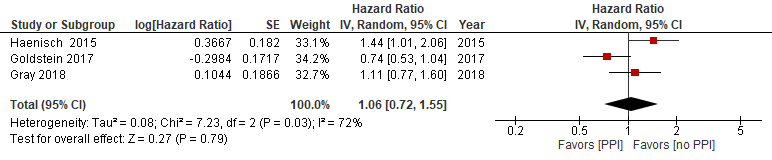 Hazard Ratio Hazard Ratio
Study or Subgroup log[Hazard Ratio] SE Weight IV, Random, 95% CI Year IV, Random, 95% CI
Haenisch 2015 0.3667 0.182 33.1% 1.44 [1.01, 2.06] 2015
Goldstein 2017 -0.2984 0.1717 34.2% 0.74 [0.53, 1.04] 2017
Gray 2018 0.1044 0.1866 32.7% 1.11 [0.77, 1.60] 2018
Total (95% CI) 100.0% 1.06 [0.72, 1.55]
Heterogeneity: Tau² = 0.08; Chi² = 7.23, df = 2 (P = 0.03); I² = 72%
Test for overall effect: Z = 0.27 (P = 0.79)
0.2 0.5 1 2 5
Favors [PPI] Favors [no PPI]